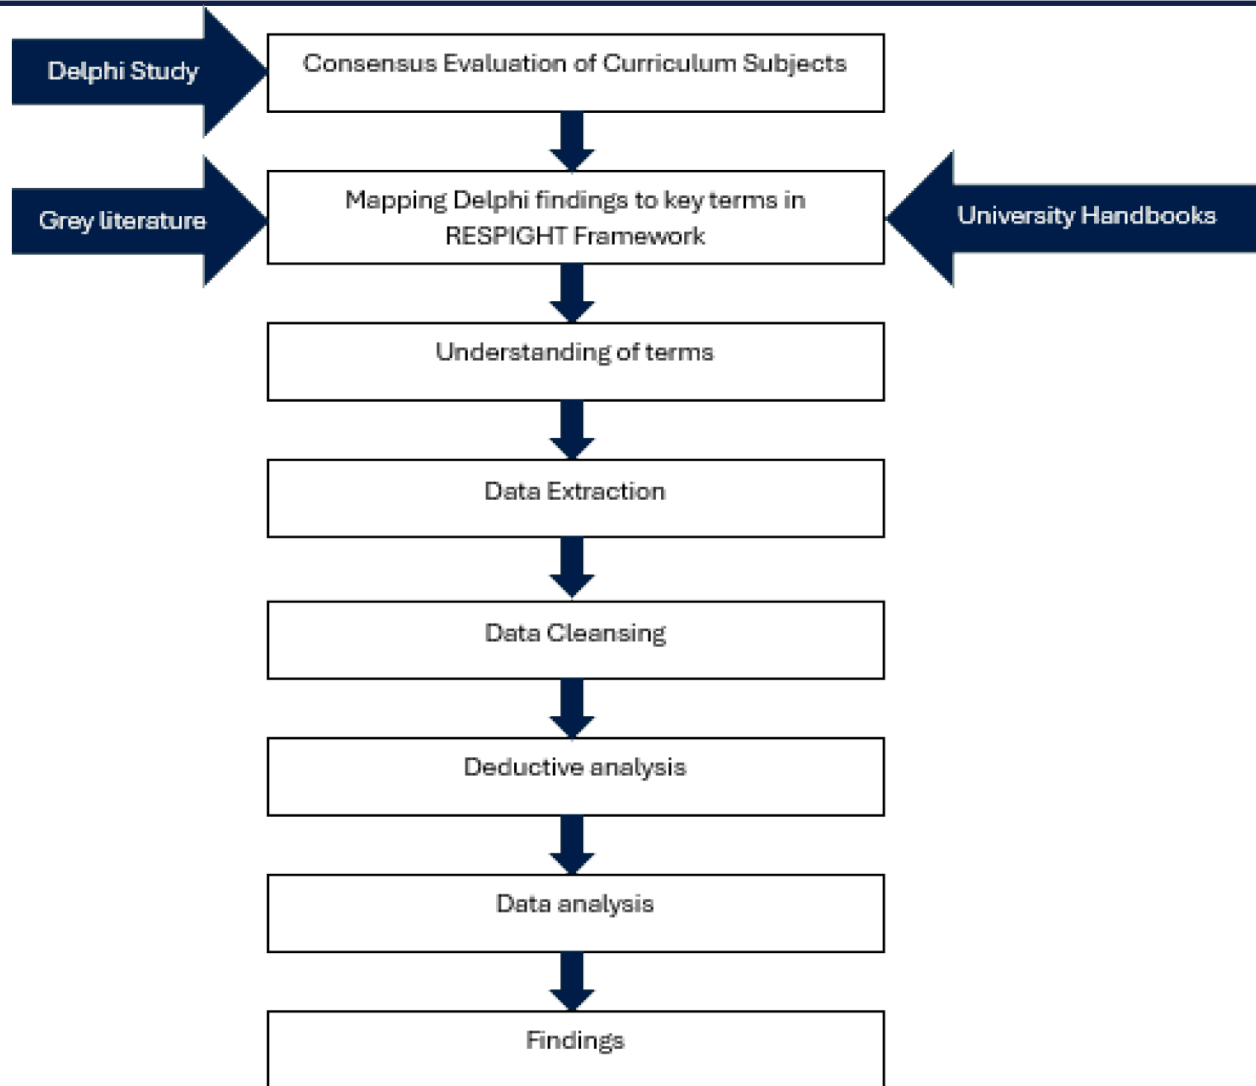 Delphi Study
Consensus Evaluation of Curriculum Subjects
Grey literature
Mapping Delphi findings to key terms in
RESPIGHT Framework
University Handbooks
Understanding of terms
Data Extraction
Data Cleansing
Deductive analysis
Data analysis
Findings